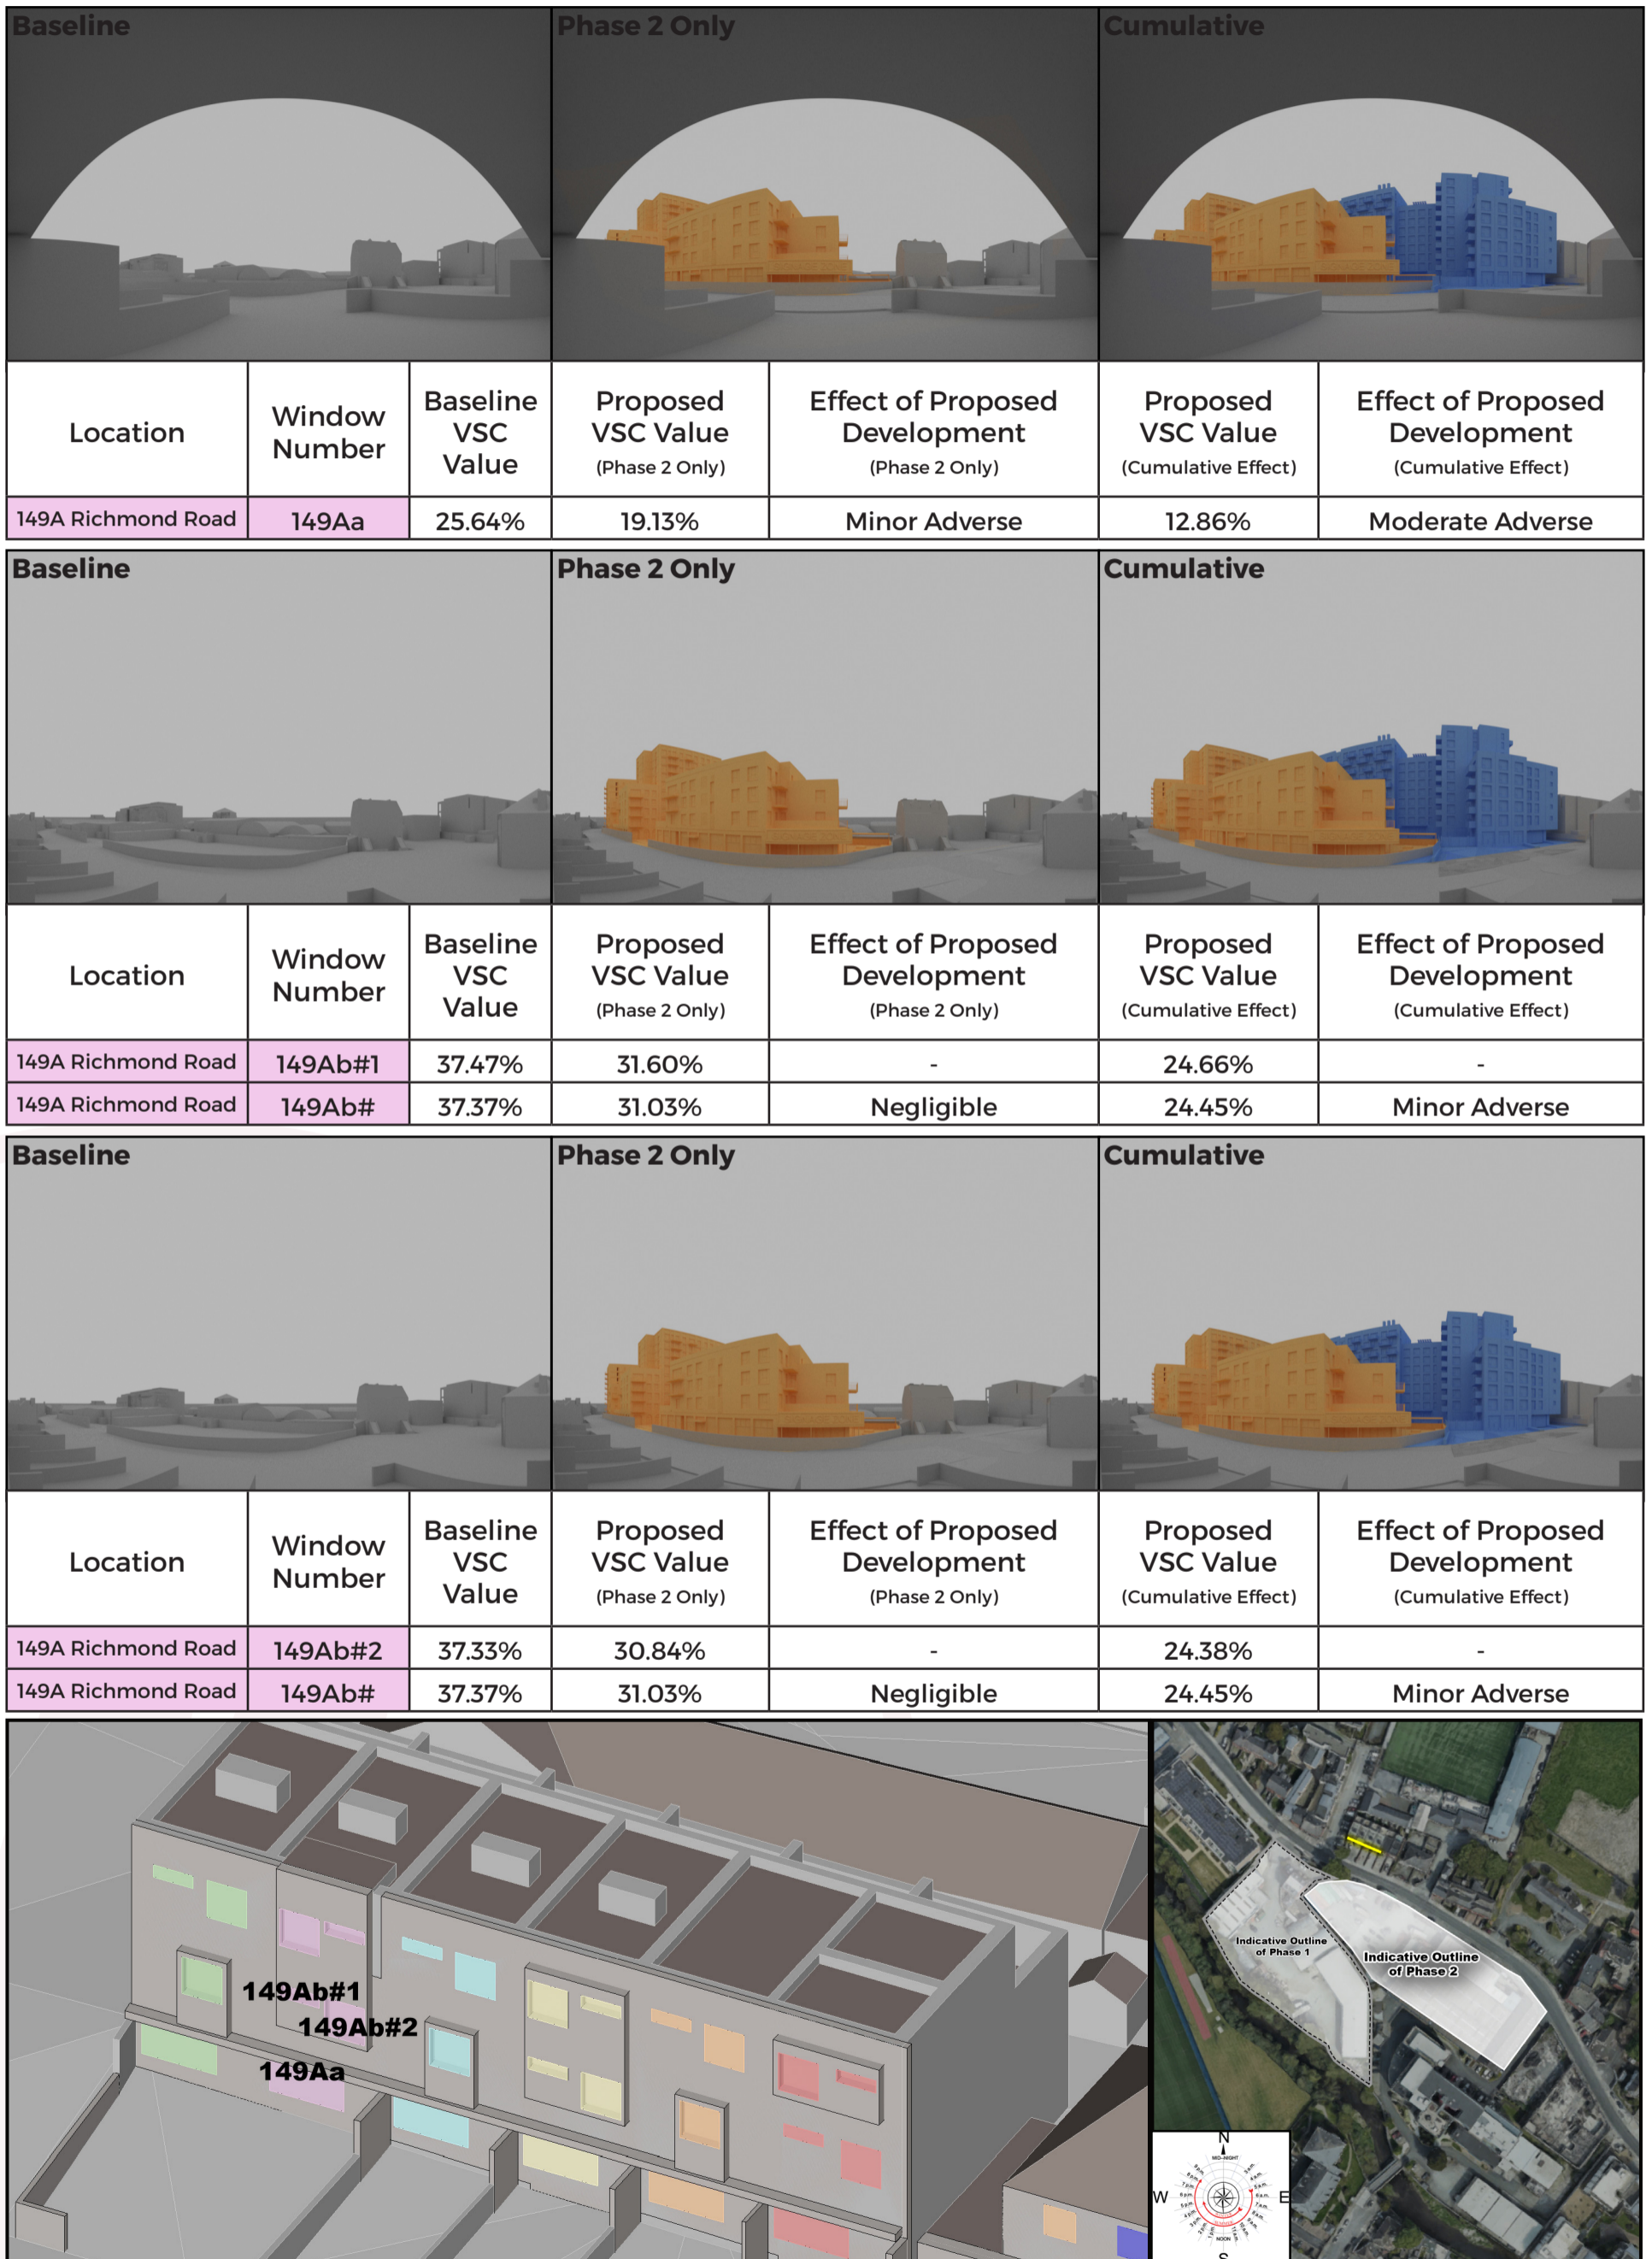 Baseline
Phase 2 Only
Cumulative
Location
Window Number
Baseline VSC Value
Proposed VSC Value (Phase 2 Only)
Effect of Proposed Development (Phase 2 Only)
Proposed VSC Value (Cumulative Effect)
Effect of Proposed Development (Cumulative Effect)
149A Richmond Road 149Aa 25.64% 19.13% Minor Adverse 12.86% Moderate Adverse
Baseline
Phase 2 Only
Cumulative
Location
Window Number
Baseline VSC Value
Proposed VSC Value (Phase 2 Only)
Effect of Proposed Development (Phase 2 Only)
Proposed VSC Value (Cumulative Effect)
Effect of Proposed Development (Cumulative Effect)
149A Richmond Road 149Ab#1 37.47% 31.60% - 24.66% -
149A Richmond Road 149Ab# 37.37% 31.03% Negligible 24.45% Minor Adverse
Baseline
Phase 2 Only
Cumulative
Location
Window Number
Baseline VSC Value
Proposed VSC Value (Phase 2 Only)
Effect of Proposed Development (Phase 2 Only)
Proposed VSC Value (Cumulative Effect)
Effect of Proposed Development (Cumulative Effect)
149A Richmond Road 149Ab#2 37.33% 30.84% - 24.38% -
149A Richmond Road 149Ab# 37.37% 31.03% Negligible 24.45% Minor Adverse
149Ab#1
149Ab#2
149Aa
Indicative Outline
of Phase 1
Indicative Outline
of Phase 2
N
MID-NIGHT
W
E
NOON
S